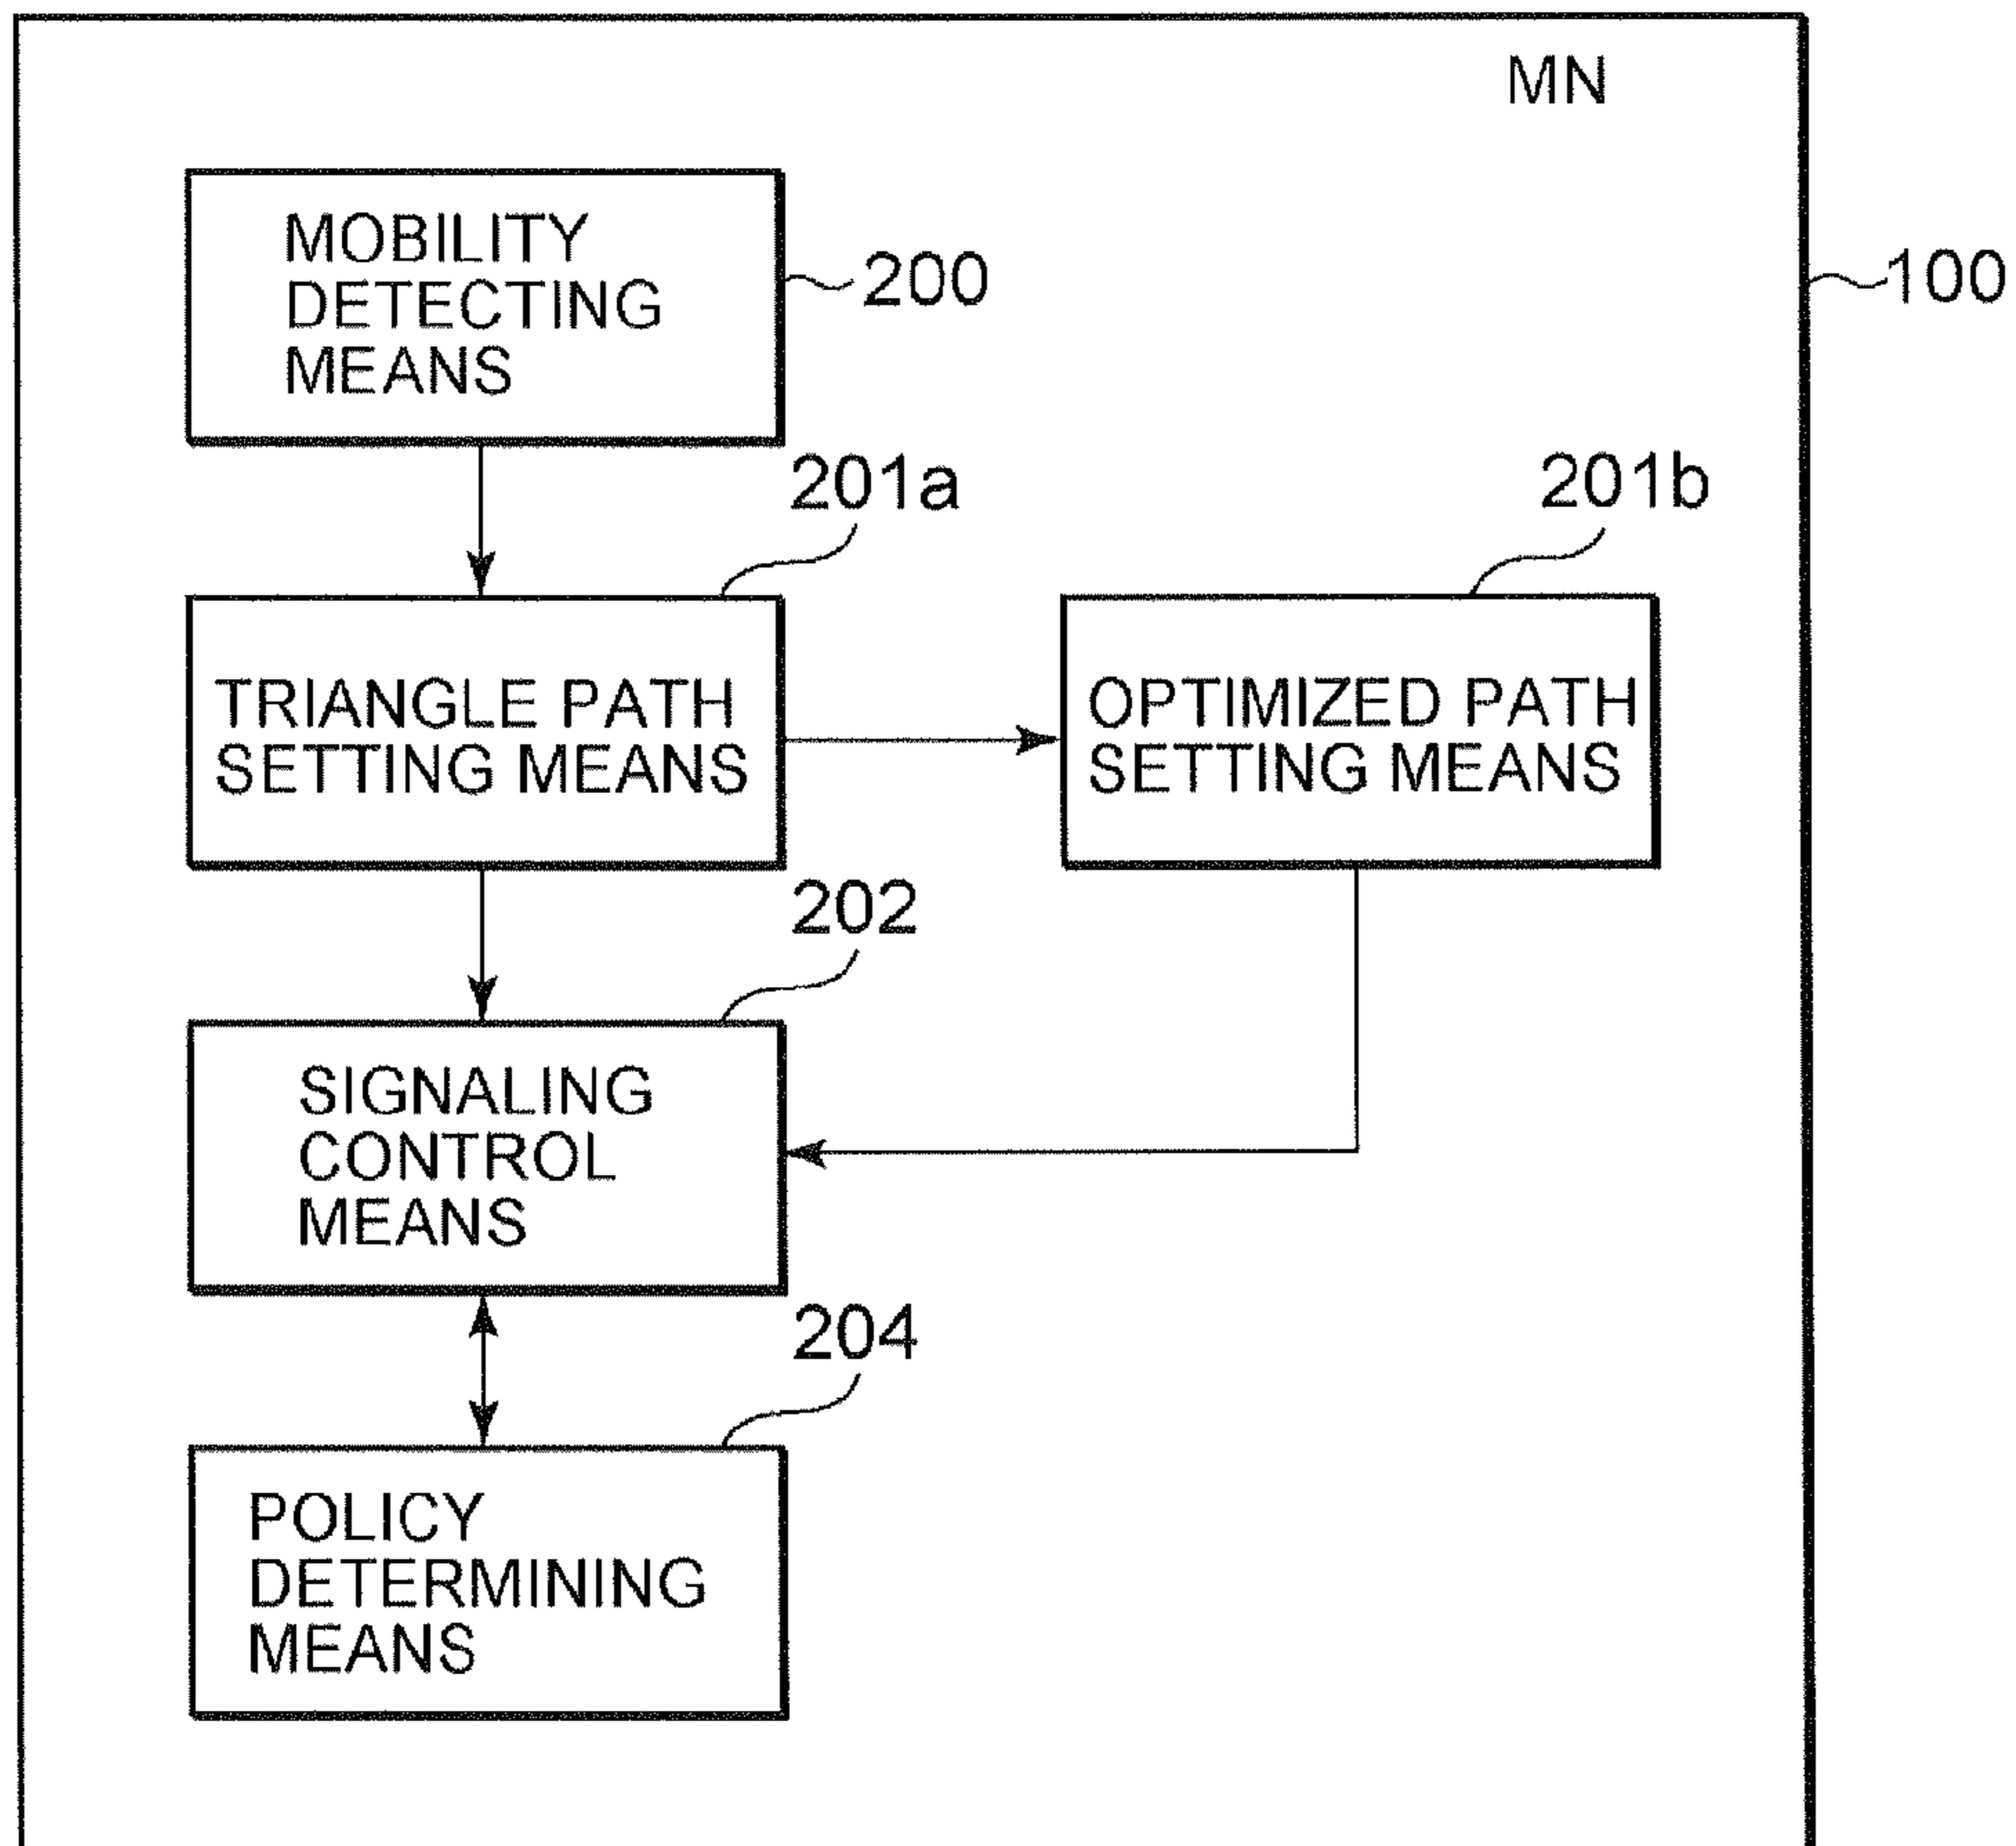 MN
MOBILITY
DETECTING
MEANS
200
100
201a
201b
TRIANGLE PATH
SETTING MEANS
OPTIMIZED PATH
SETTING MEANS
202
SIGNALING
CONTROL
MEANS
204
POLICY
DETERMINING
MEANS